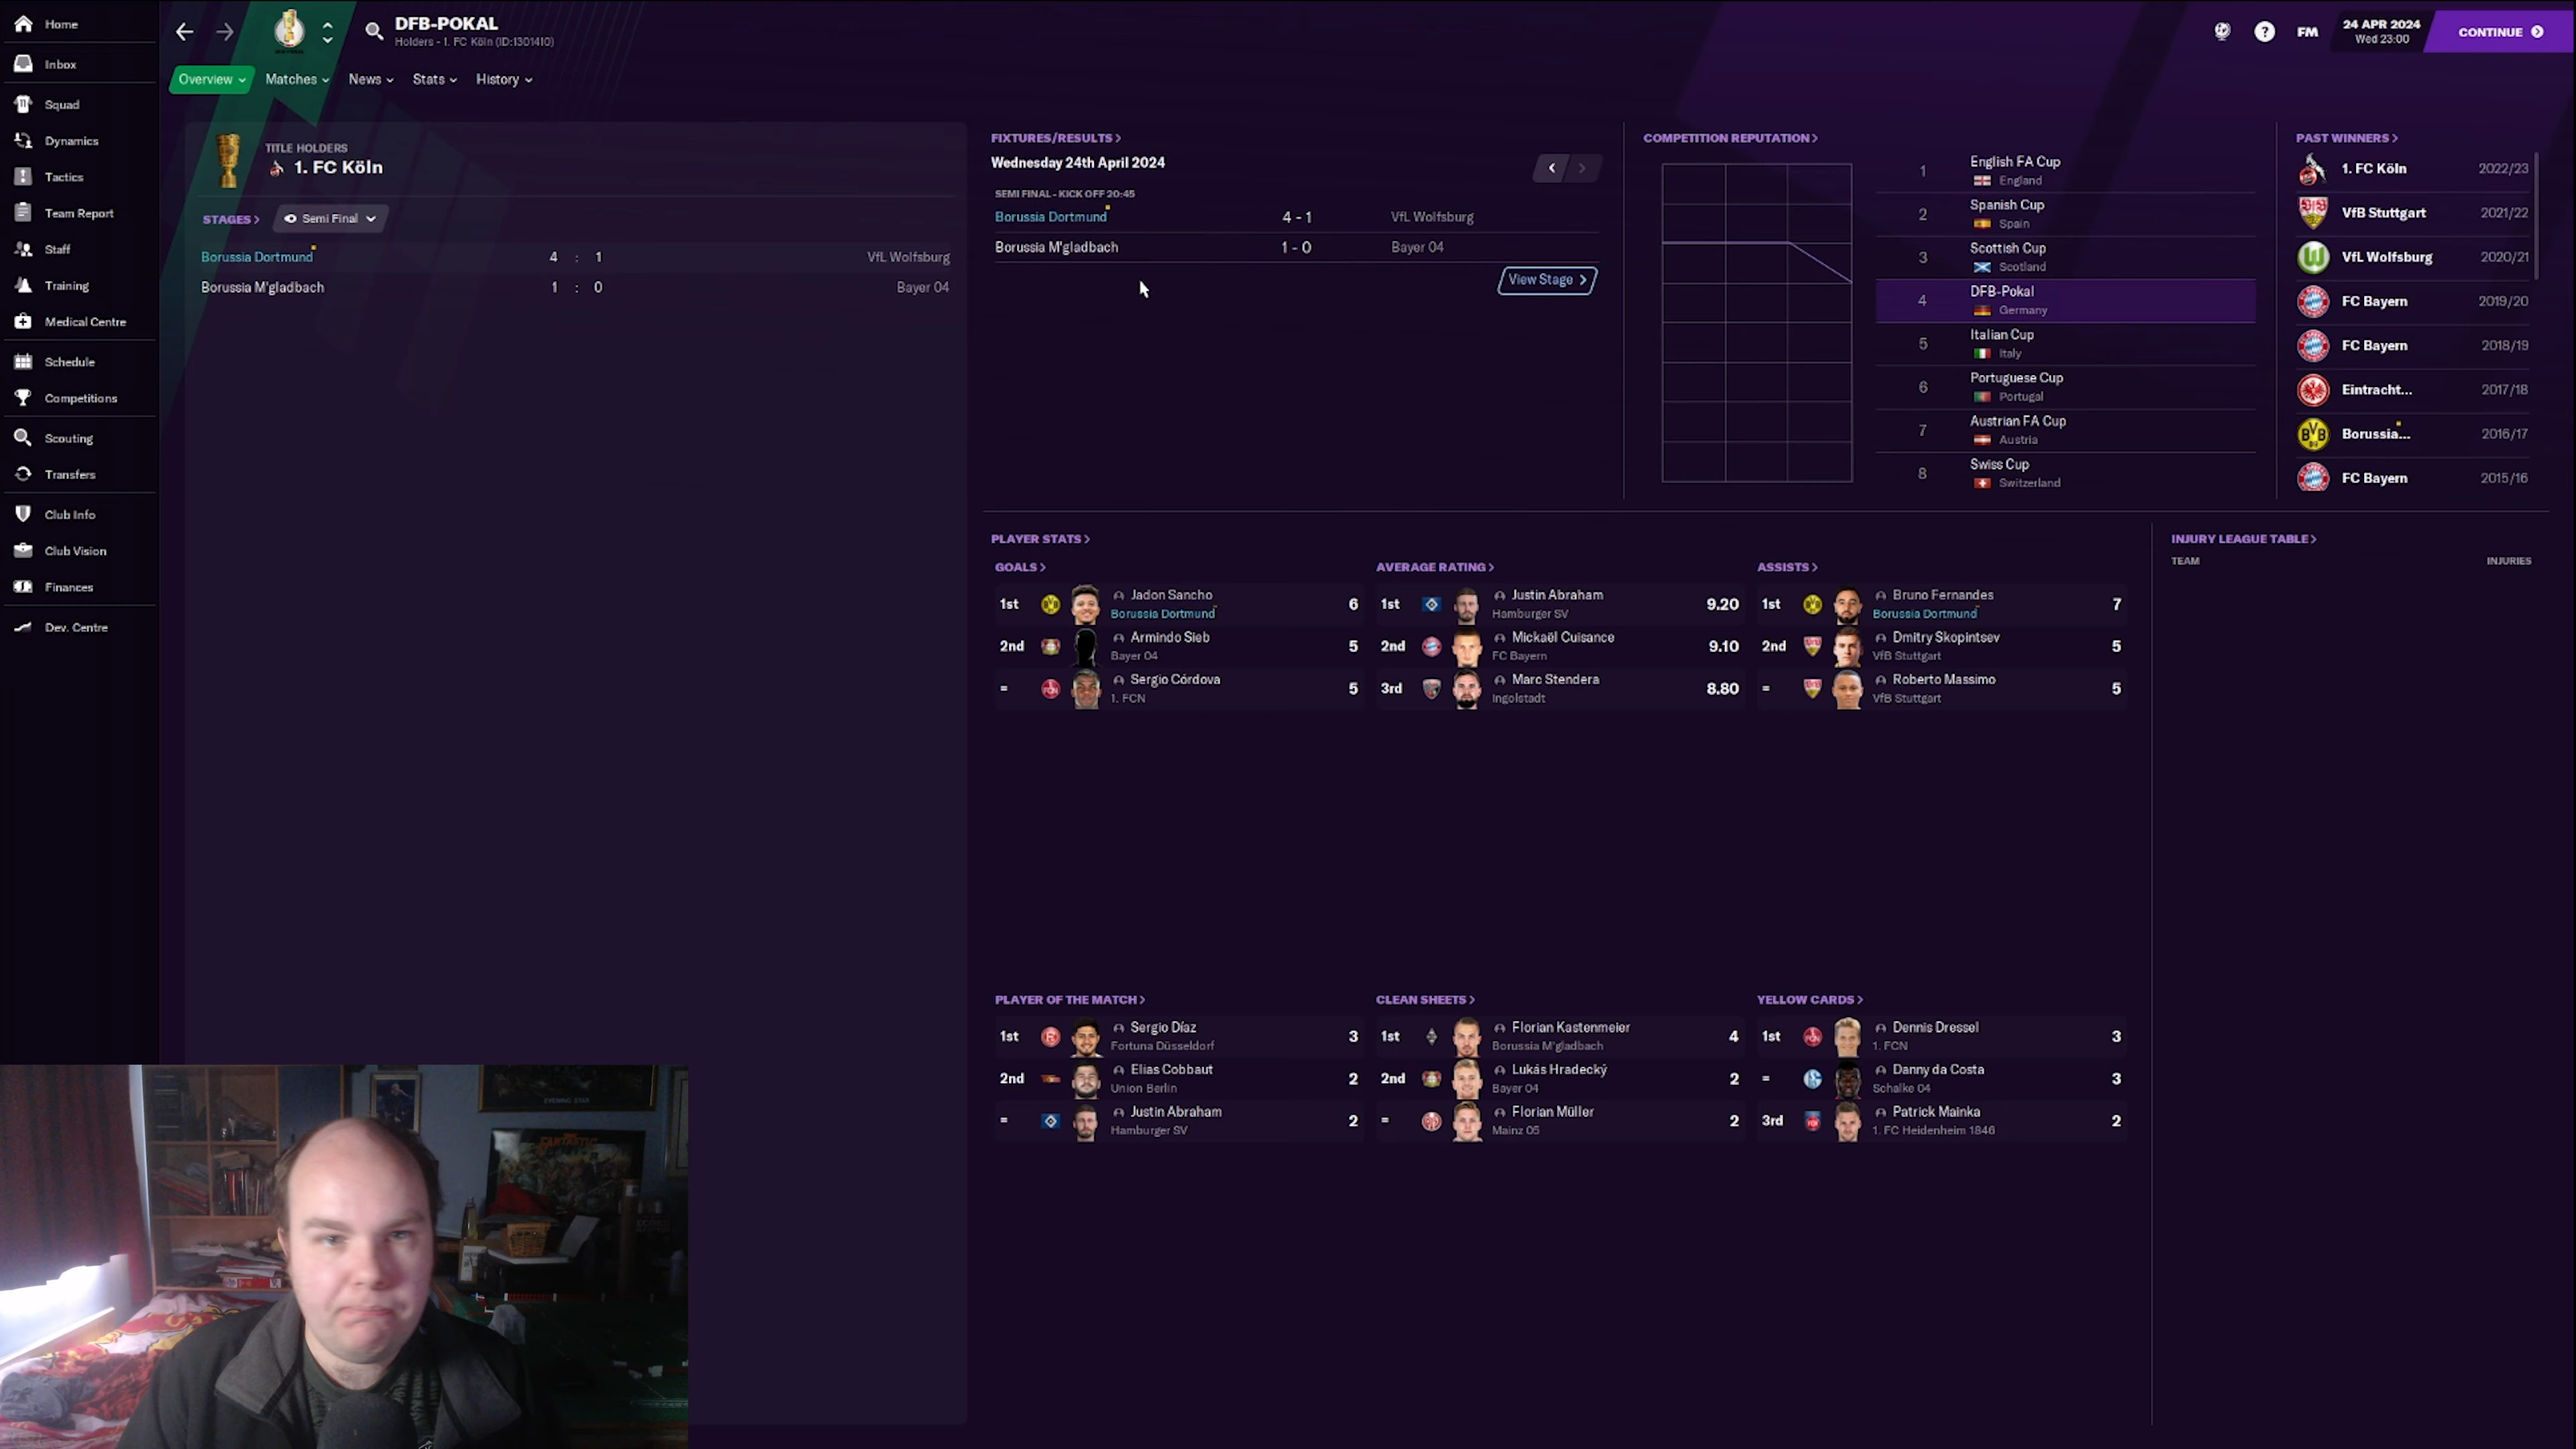 Home
Inbox
Squad
Dynamics
Tactics
Team Report
Staff
Training
Medical Centre
Schedule
Competitions
Scouting
Transfers
Club Info
Club Vision
Finances
Dev. Centre
DFB-POKAL
Holders - 1. FC Köln (ID:1301410)
FM
24 APR 2024
Wed 23:00
CONTINUE
Overview Matches News Stats History
TITLE HOLDERS
1. FC Köln
STAGES > Semi Final
Borussia Dortmund 4 : 1 VfL Wolfsburg
Borussia M'gladbach 1 : 0 Bayer 04
FIXTURES/RESULTS >
Wednesday 24th April 2024
SEMI FINAL - KICK OFF 20:45
Borussia Dortmund 4 - 1 VfL Wolfsburg
Borussia M'gladbach 1 - 0 Bayer 04
View Stage >
COMPETITION REPUTATION >
1 English FA Cup
England
2 Spanish Cup
Spain
3 Scottish Cup
Scotland
4 DFB-Pokal
Germany
5 Italian Cup
Italy
6 Portuguese Cup
Portugal
7 Austrian FA Cup
Austria
8 Swiss Cup
Switzerland
PAST WINNERS >
1. FC Köln 2022/23
VfB Stuttgart 2021/22
VfL Wolfsburg 2020/21
FC Bayern 2019/20
FC Bayern 2018/19
Eintracht... 2017/18
Borussia... 2016/17
FC Bayern 2015/16
PLAYER STATS >
GOALS >
1st Jadon Sancho 6
Borussia Dortmund
2nd Armindo Sieb 5
Bayer 04
= Sergio Córdova 5
1. FCN
AVERAGE RATING >
1st Justin Abraham 9.20
Hamburger SV
2nd Mickaël Cuisance 9.10
FC Bayern
3rd Marc Stendera 8.80
Ingolstadt
ASSISTS >
1st Bruno Fernandes 7
Borussia Dortmund
2nd Dmitry Skopintsev 5
VfB Stuttgart
= Roberto Massimo 5
VfB Stuttgart
INJURY LEAGUE TABLE >
TEAM INJURIES
PLAYER OF THE MATCH >
1st Sergio Díaz 3
Fortuna Düsseldorf
2nd Elias Cobbaut 2
Union Berlin
= Justin Abraham 2
Hamburger SV
CLEAN SHEETS >
1st Florian Kastenmeier 4
Borussia M'gladbach
2nd Lukás Hradecký 2
Bayer 04
= Florian Müller 2
Mainz 05
YELLOW CARDS >
1st Dennis Dressel 3
1. FCN
= Danny da Costa 3
Schalke 04
3rd Patrick Mainka 2
1. FC Heidenheim 1846
EVENING STAR
FANTASTIC